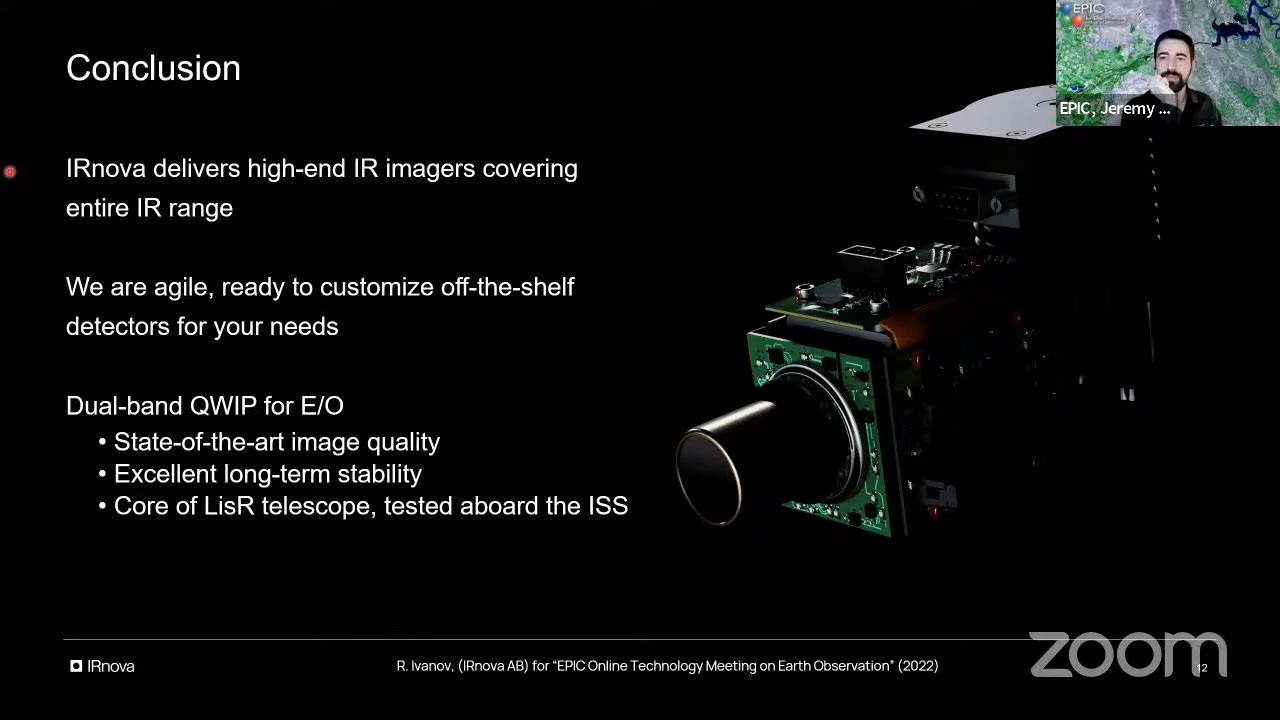 Conclusion
EPIC
EPIC, Jeremy ...
IRnova delivers high-end IR imagers covering
entire IR range
We are agile, ready to customize off-the-shelf
detectors for your needs
Dual-band QWIP for E/O
• State-of-the-art image quality
• Excellent long-term stability
• Core of LisR telescope, tested aboard the ISS
IRnova
R. Ivanov, (IRnova AB) for “EPIC Online Technology Meeting on Earth Observation” (2022)
zoom
12